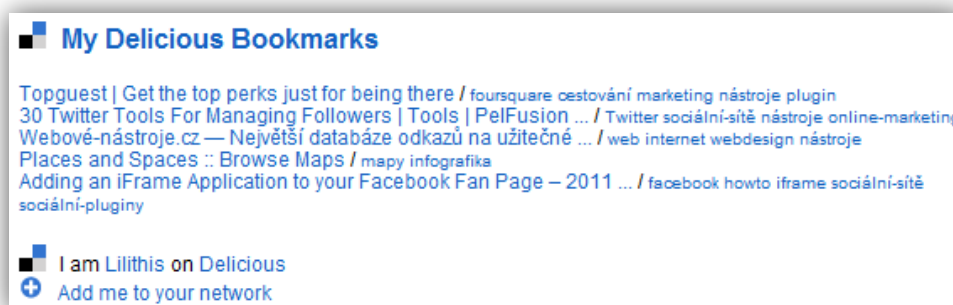 My Delicious Bookmarks
Topguest | Get the top perks just for being there / foursquare cestování marketing nástroje plugin
30 Twitter Tools For Managing Followers | Tools | PelFusion ... / Twitter sociální-sítě nástroje online-marketing
Webové-nástroje.cz — Největší databáze odkazů na užitečné ... / web internet webdesign nástroje
Places and Spaces :: Browse Maps / mapy infografika
Adding an iFrame Application to your Facebook Fan Page – 2011 ... / facebook howto iframe sociální-sítě
sociální-pluginy
I am Lilithis on Delicious
Add me to your network